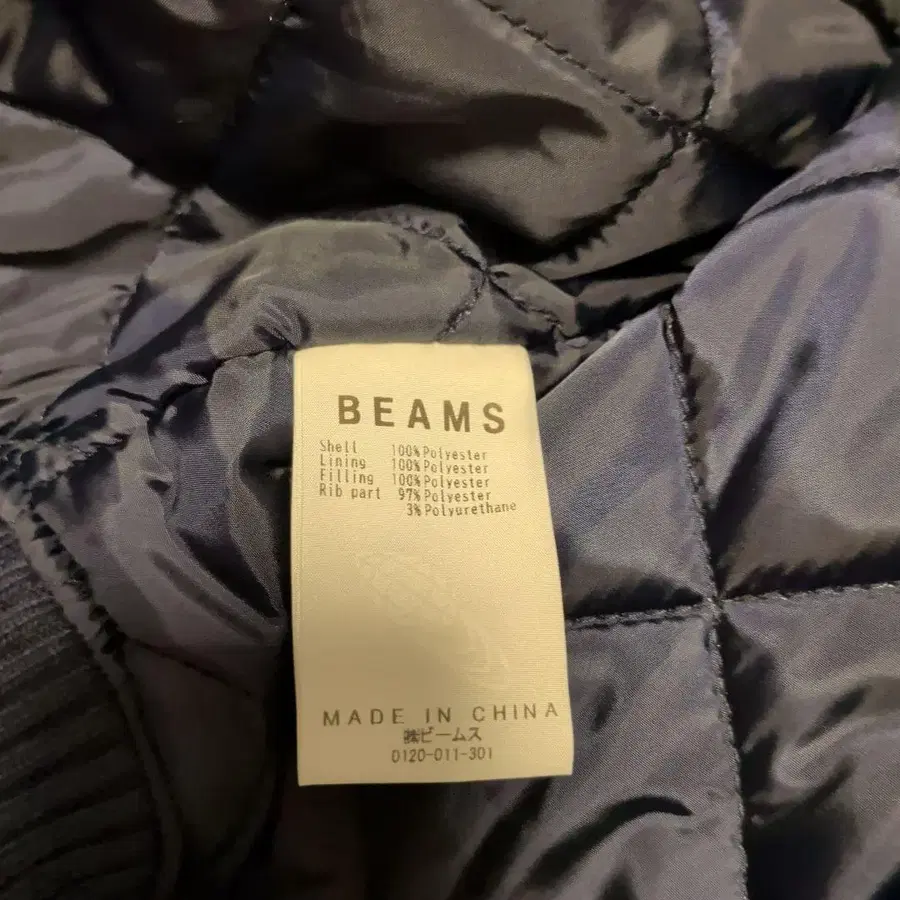 BEAMS
Shell 100% Polyester
Lining 100% Polyester
Filling 100% Polyester
Rib part 97% Polyester
3% Polyurethane
MADE IN CHINA
㈱ビームス
0120-011-301